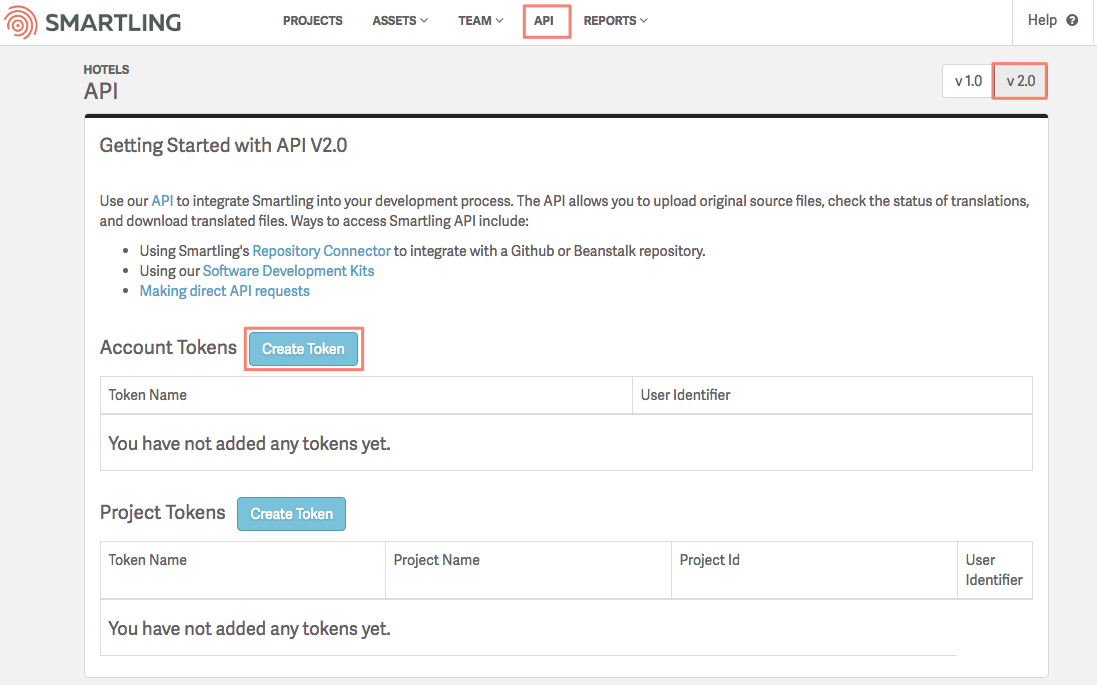 SMARTLING
PROJECTS
ASSETS
TEAM
API
REPORTS
Help ?
HOTELS
API
v 1.0
v 2.0
Getting Started with API V2.0
Use our API to integrate Smartling into your development process. The API allows you to upload original source files, check the status of translations,
and download translated files. Ways to access Smartling API include:
• Using Smartling's Repository Connector to integrate with a Github or Beanstalk repository.
• Using our Software Development Kits
• Making direct API requests
Account Tokens
Create Token
Token Name
User Identifier
You have not added any tokens yet.
Project Tokens
Create Token
Token Name
Project Name
Project Id
User
Identifier
You have not added any tokens yet.